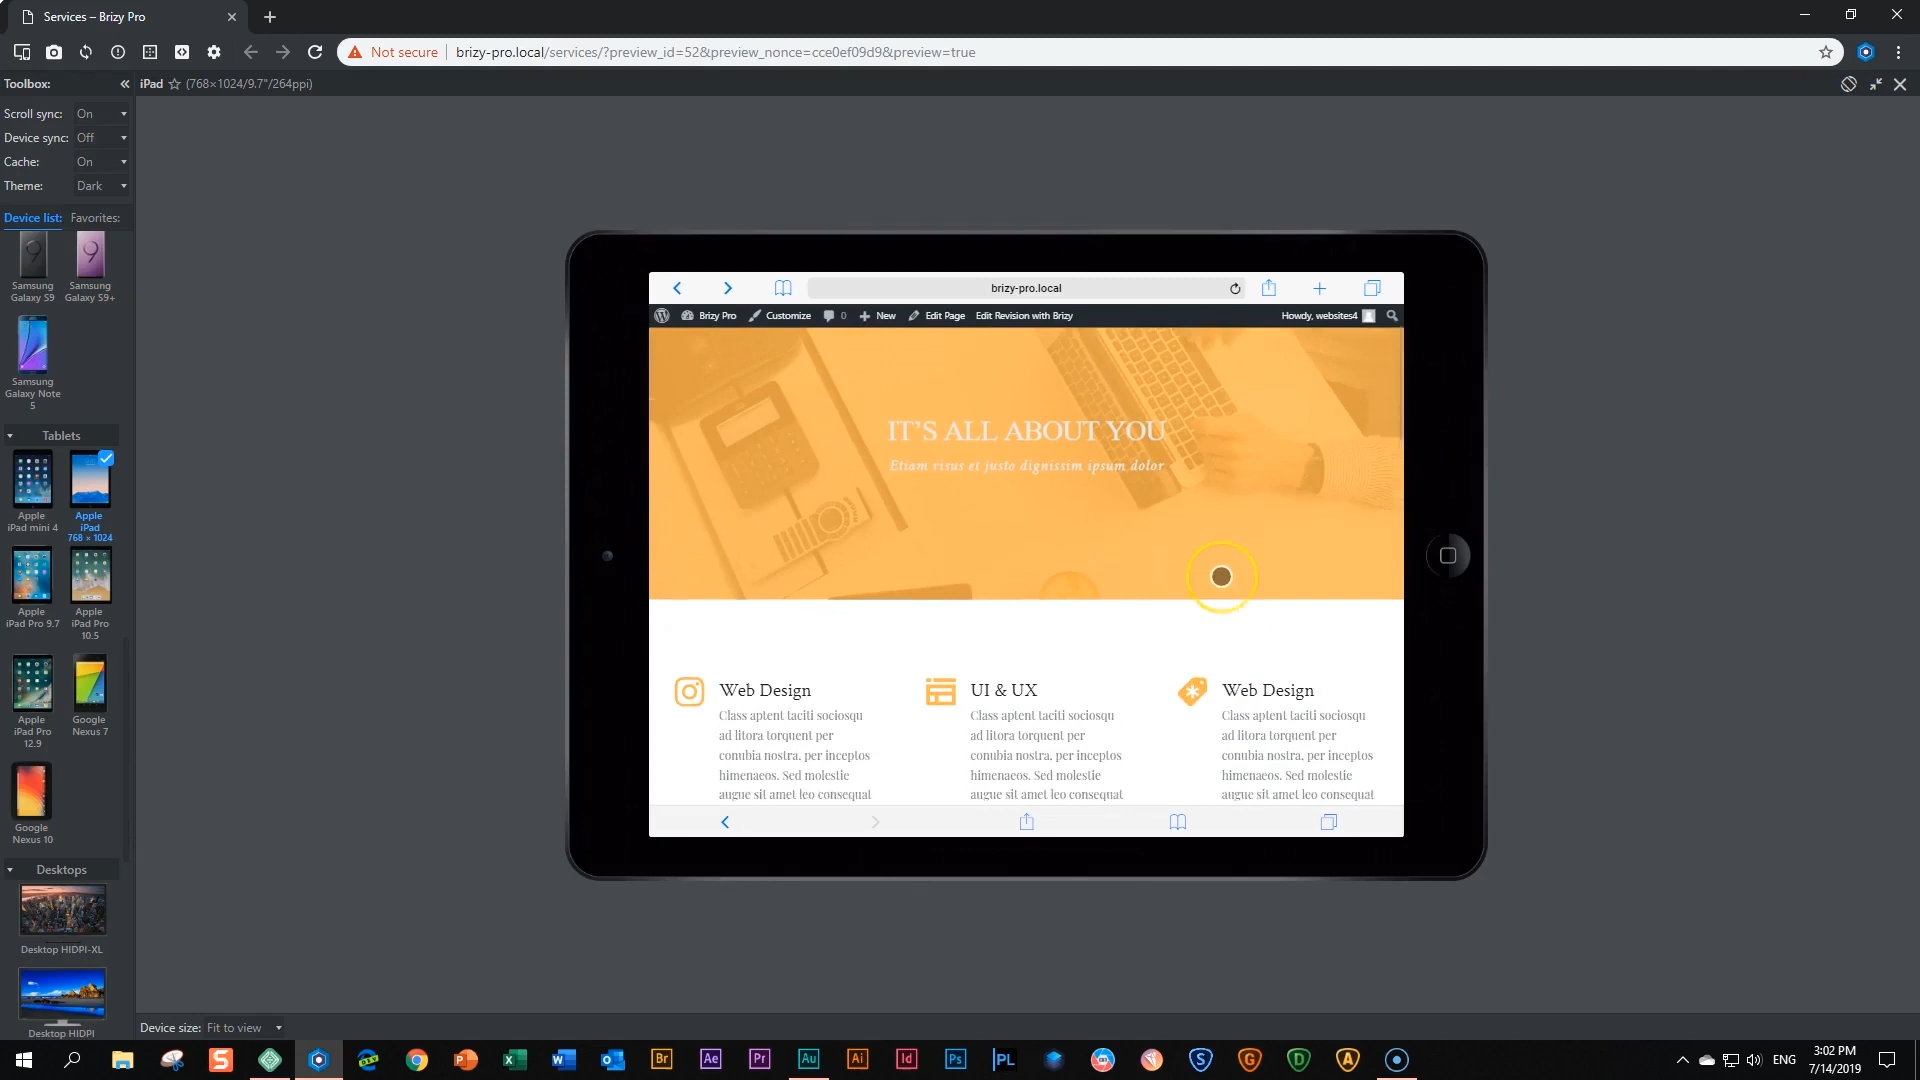 Services – Brizy Pro
Not secure
brizy-pro.local/services/?preview_id=52&preview_nonce=cce0ef09d9&preview=true
Toolbox:
iPad (768×1024/9.7"/264ppi)
Scroll sync: On
Device sync: Off
Cache: On
Theme: Dark
Device list: Favorites:
Samsung Galaxy S9
Samsung Galaxy S9+
Samsung Galaxy Note 5
Tablets
Apple iPad mini 4
Apple iPad
768 × 1024
Apple iPad Pro 9.7
Apple iPad Pro 10.5
Apple iPad Pro 12.9
Google Nexus 7
Google Nexus 10
Desktops
Desktop HIDPI-XL
Desktop HIDPI
brizy-pro.local
Brizy Pro Customize 0 New Edit Page Edit Revision with Brizy Howdy, websites4
IT'S ALL ABOUT YOU
Etiam risus et justo dignissim ipsum dolor
Web Design
Class aptent taciti sociosqu
ad litora torquent per
conubia nostra, per inceptos
himenaeos. Sed molestie
augue sit amet leo consequat
UI & UX
Class aptent taciti sociosqu
ad litora torquent per
conubia nostra, per inceptos
himenaeos. Sed molestie
augue sit amet leo consequat
Web Design
Class aptent taciti sociosqu
ad litora torquent per
conubia nostra, per inceptos
himenaeos. Sed molestie
augue sit amet leo consequat
Device size: Fit to view
Br Ae Pr Au Ai Id Ps PL S G D A
ENG
3:02 PM
7/14/2019